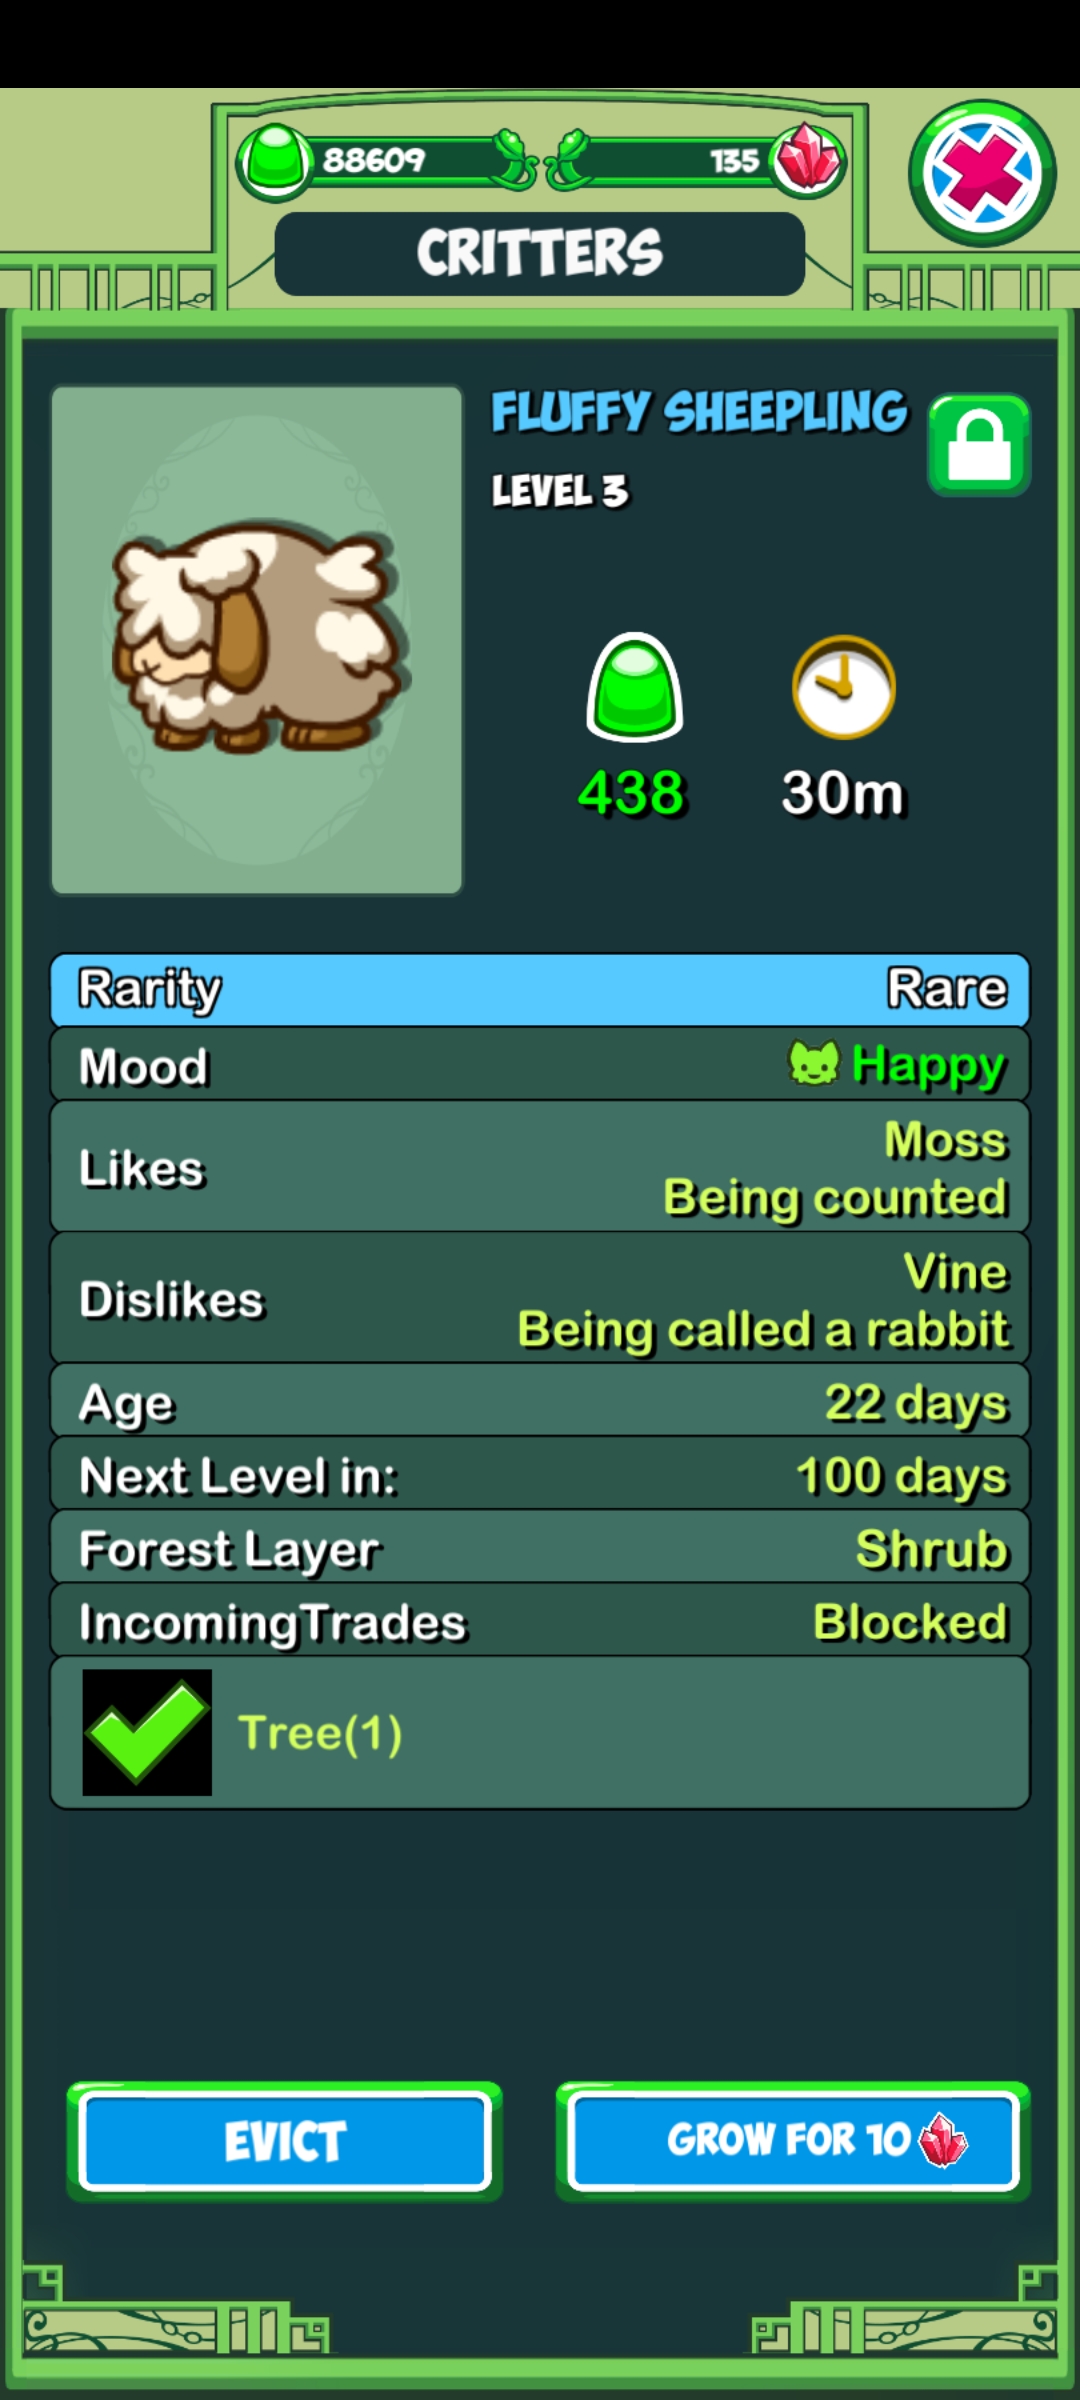 88609
135
CRITTERS
FLUFFY SHEEPLING
LEVEL 3
438
30m
Rarity Rare
Mood Happy
Likes Moss
Being counted
Dislikes Vine
Being called a rabbit
Age 22 days
Next Level in: 100 days
Forest Layer Shrub
IncomingTrades Blocked
Tree(1)
EVICT
GROW FOR 10